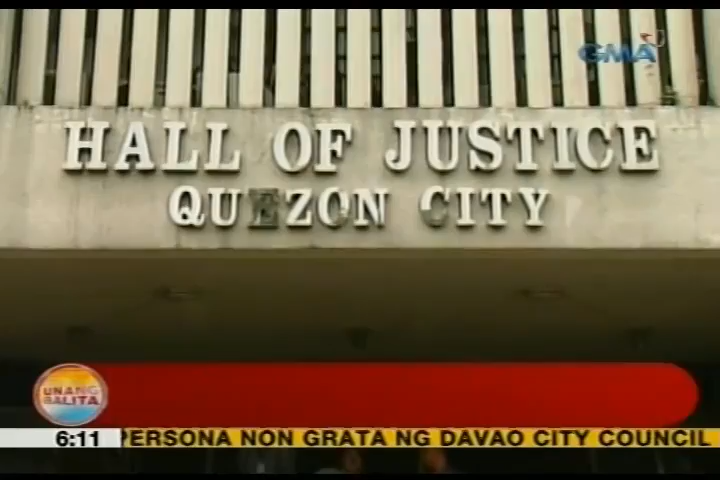 GMA
HALL OF JUSTICE
QUEZON CITY
UNANG
BALITA
6:11 PERSONA NON GRATA NG DAVAO CITY COUNCIL